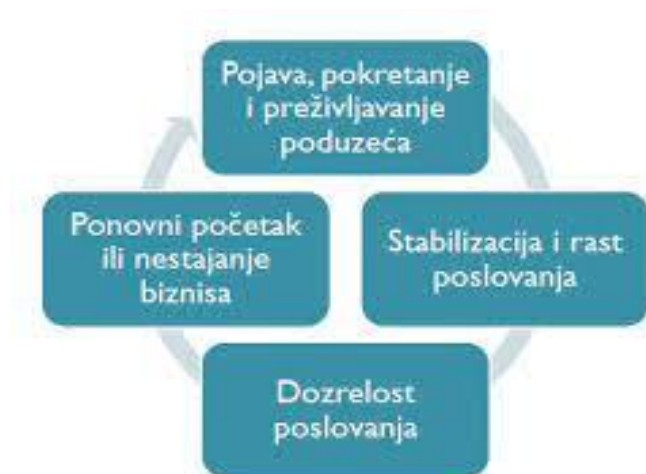 Pojava, pokretanje
i preživljavanje
poduzeća
Stabilizacija i rast
poslovanja
Dozrelost
poslovanja
Ponovni početak
ili nestajanje
biznisa